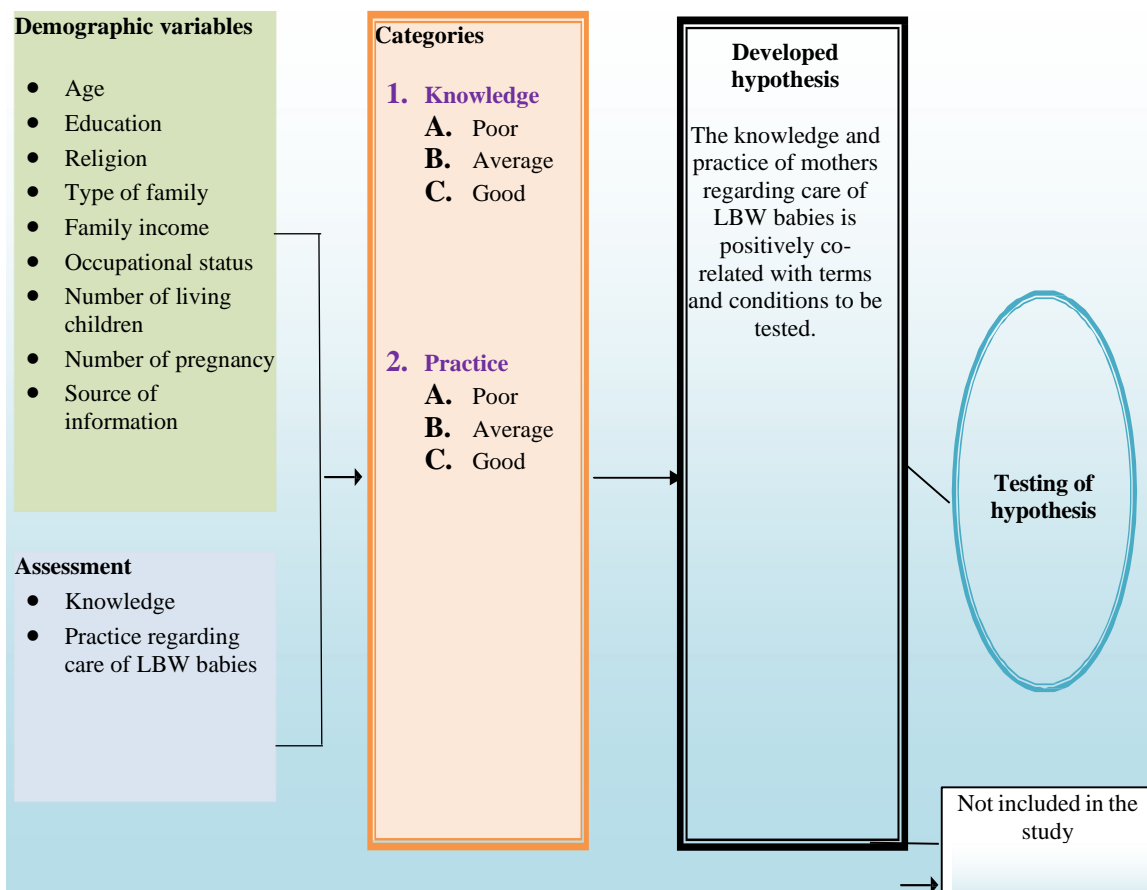 Demographic variables
● Age
● Education
● Religion
● Type of family
● Family income
● Occupational status
● Number of living
children
● Number of pregnancy
● Source of
information
Assessment
● Knowledge
● Practice regarding
care of LBW babies
Categories
1. Knowledge
A. Poor
B. Average
C. Good
2. Practice
A. Poor
B. Average
C. Good
Developed
hypothesis
The knowledge and
practice of mothers
regarding care of
LBW babies is
positively co-
related with terms
and conditions to be
tested.
Testing of
hypothesis
Not included in the
study